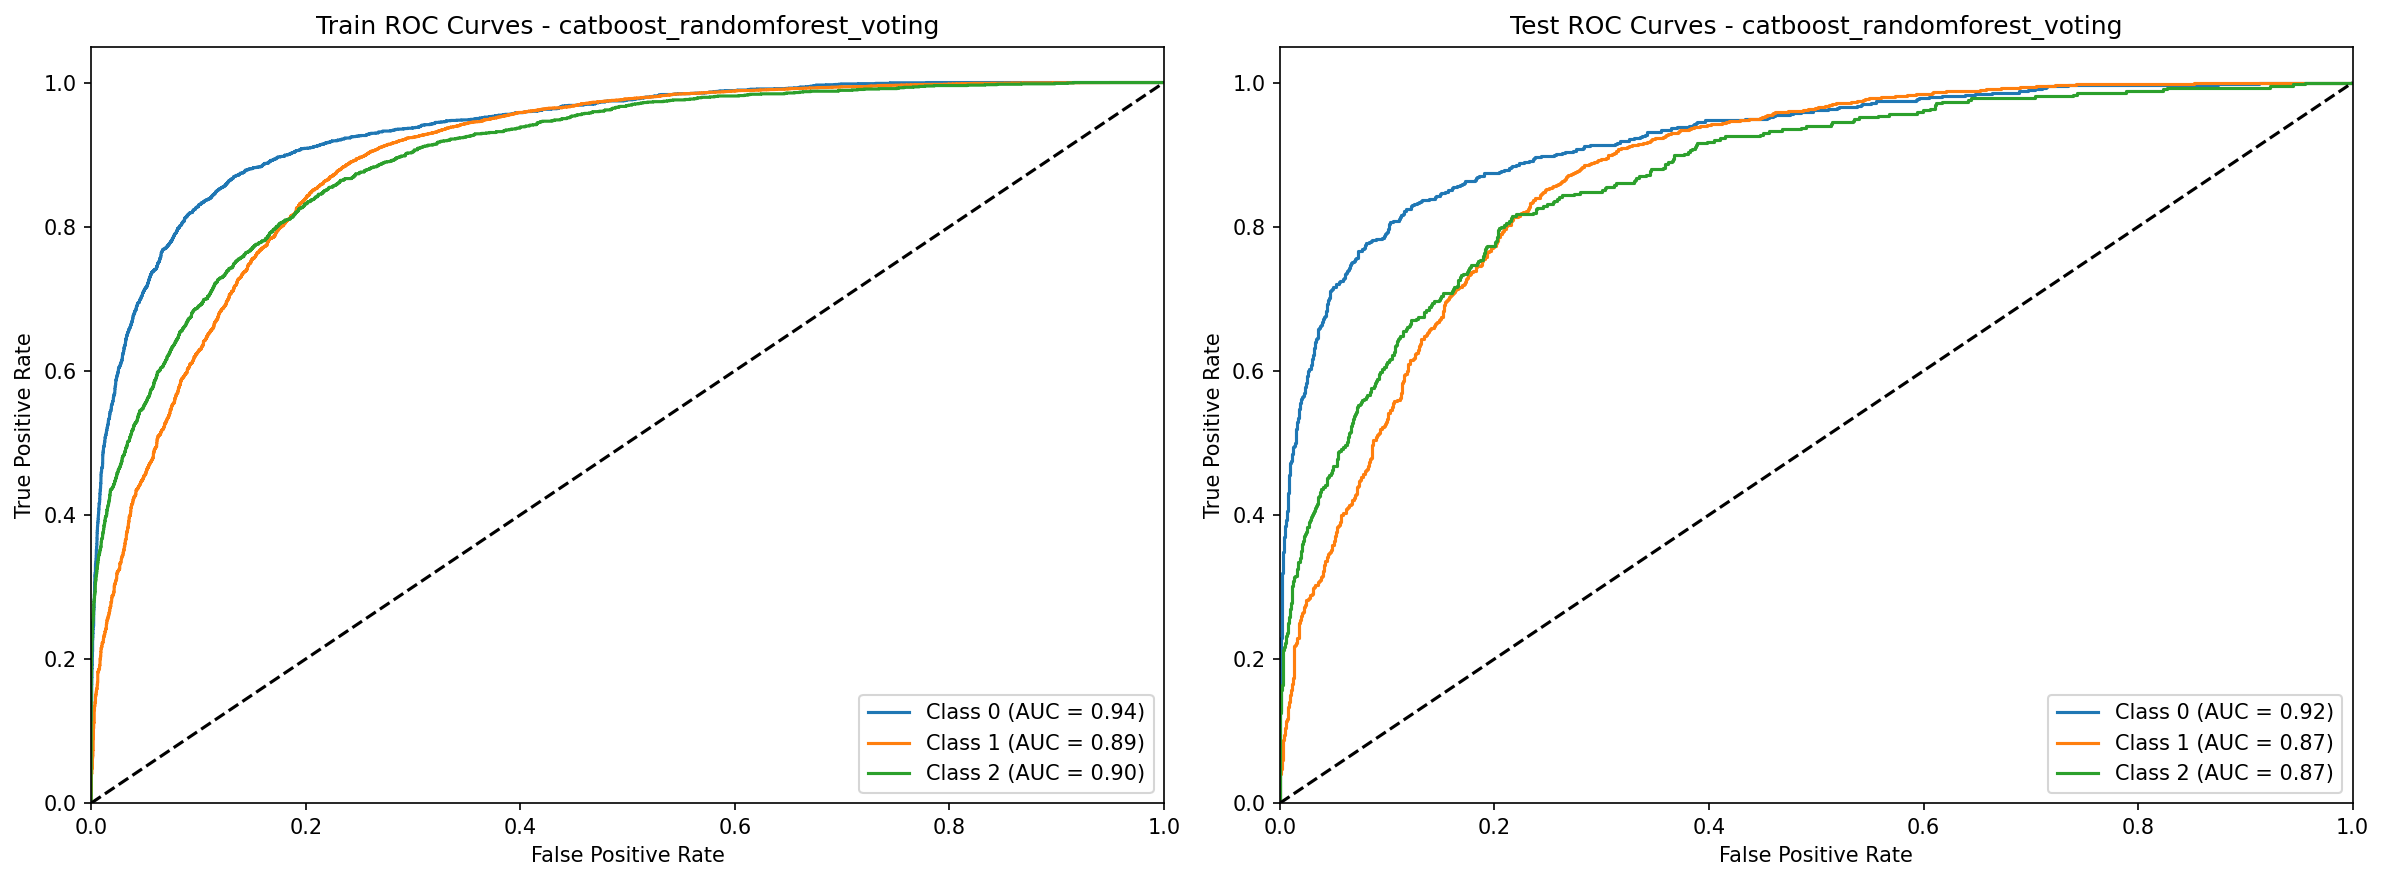 Train ROC Curves - catboost_randomforest_voting
True Positive Rate
1.0
0.8
0.6
0.4
0.2
0.0
Class 0 (AUC = 0.94)
Class 1 (AUC = 0.89)
Class 2 (AUC = 0.90)
0.0 0.2 0.4 0.6 0.8 1.0
False Positive Rate
Test ROC Curves - catboost_randomforest_voting
True Positive Rate
1.0
0.8
0.6
0.4
0.2
0.0
Class 0 (AUC = 0.92)
Class 1 (AUC = 0.87)
Class 2 (AUC = 0.87)
0.0 0.2 0.4 0.6 0.8 1.0
False Positive Rate